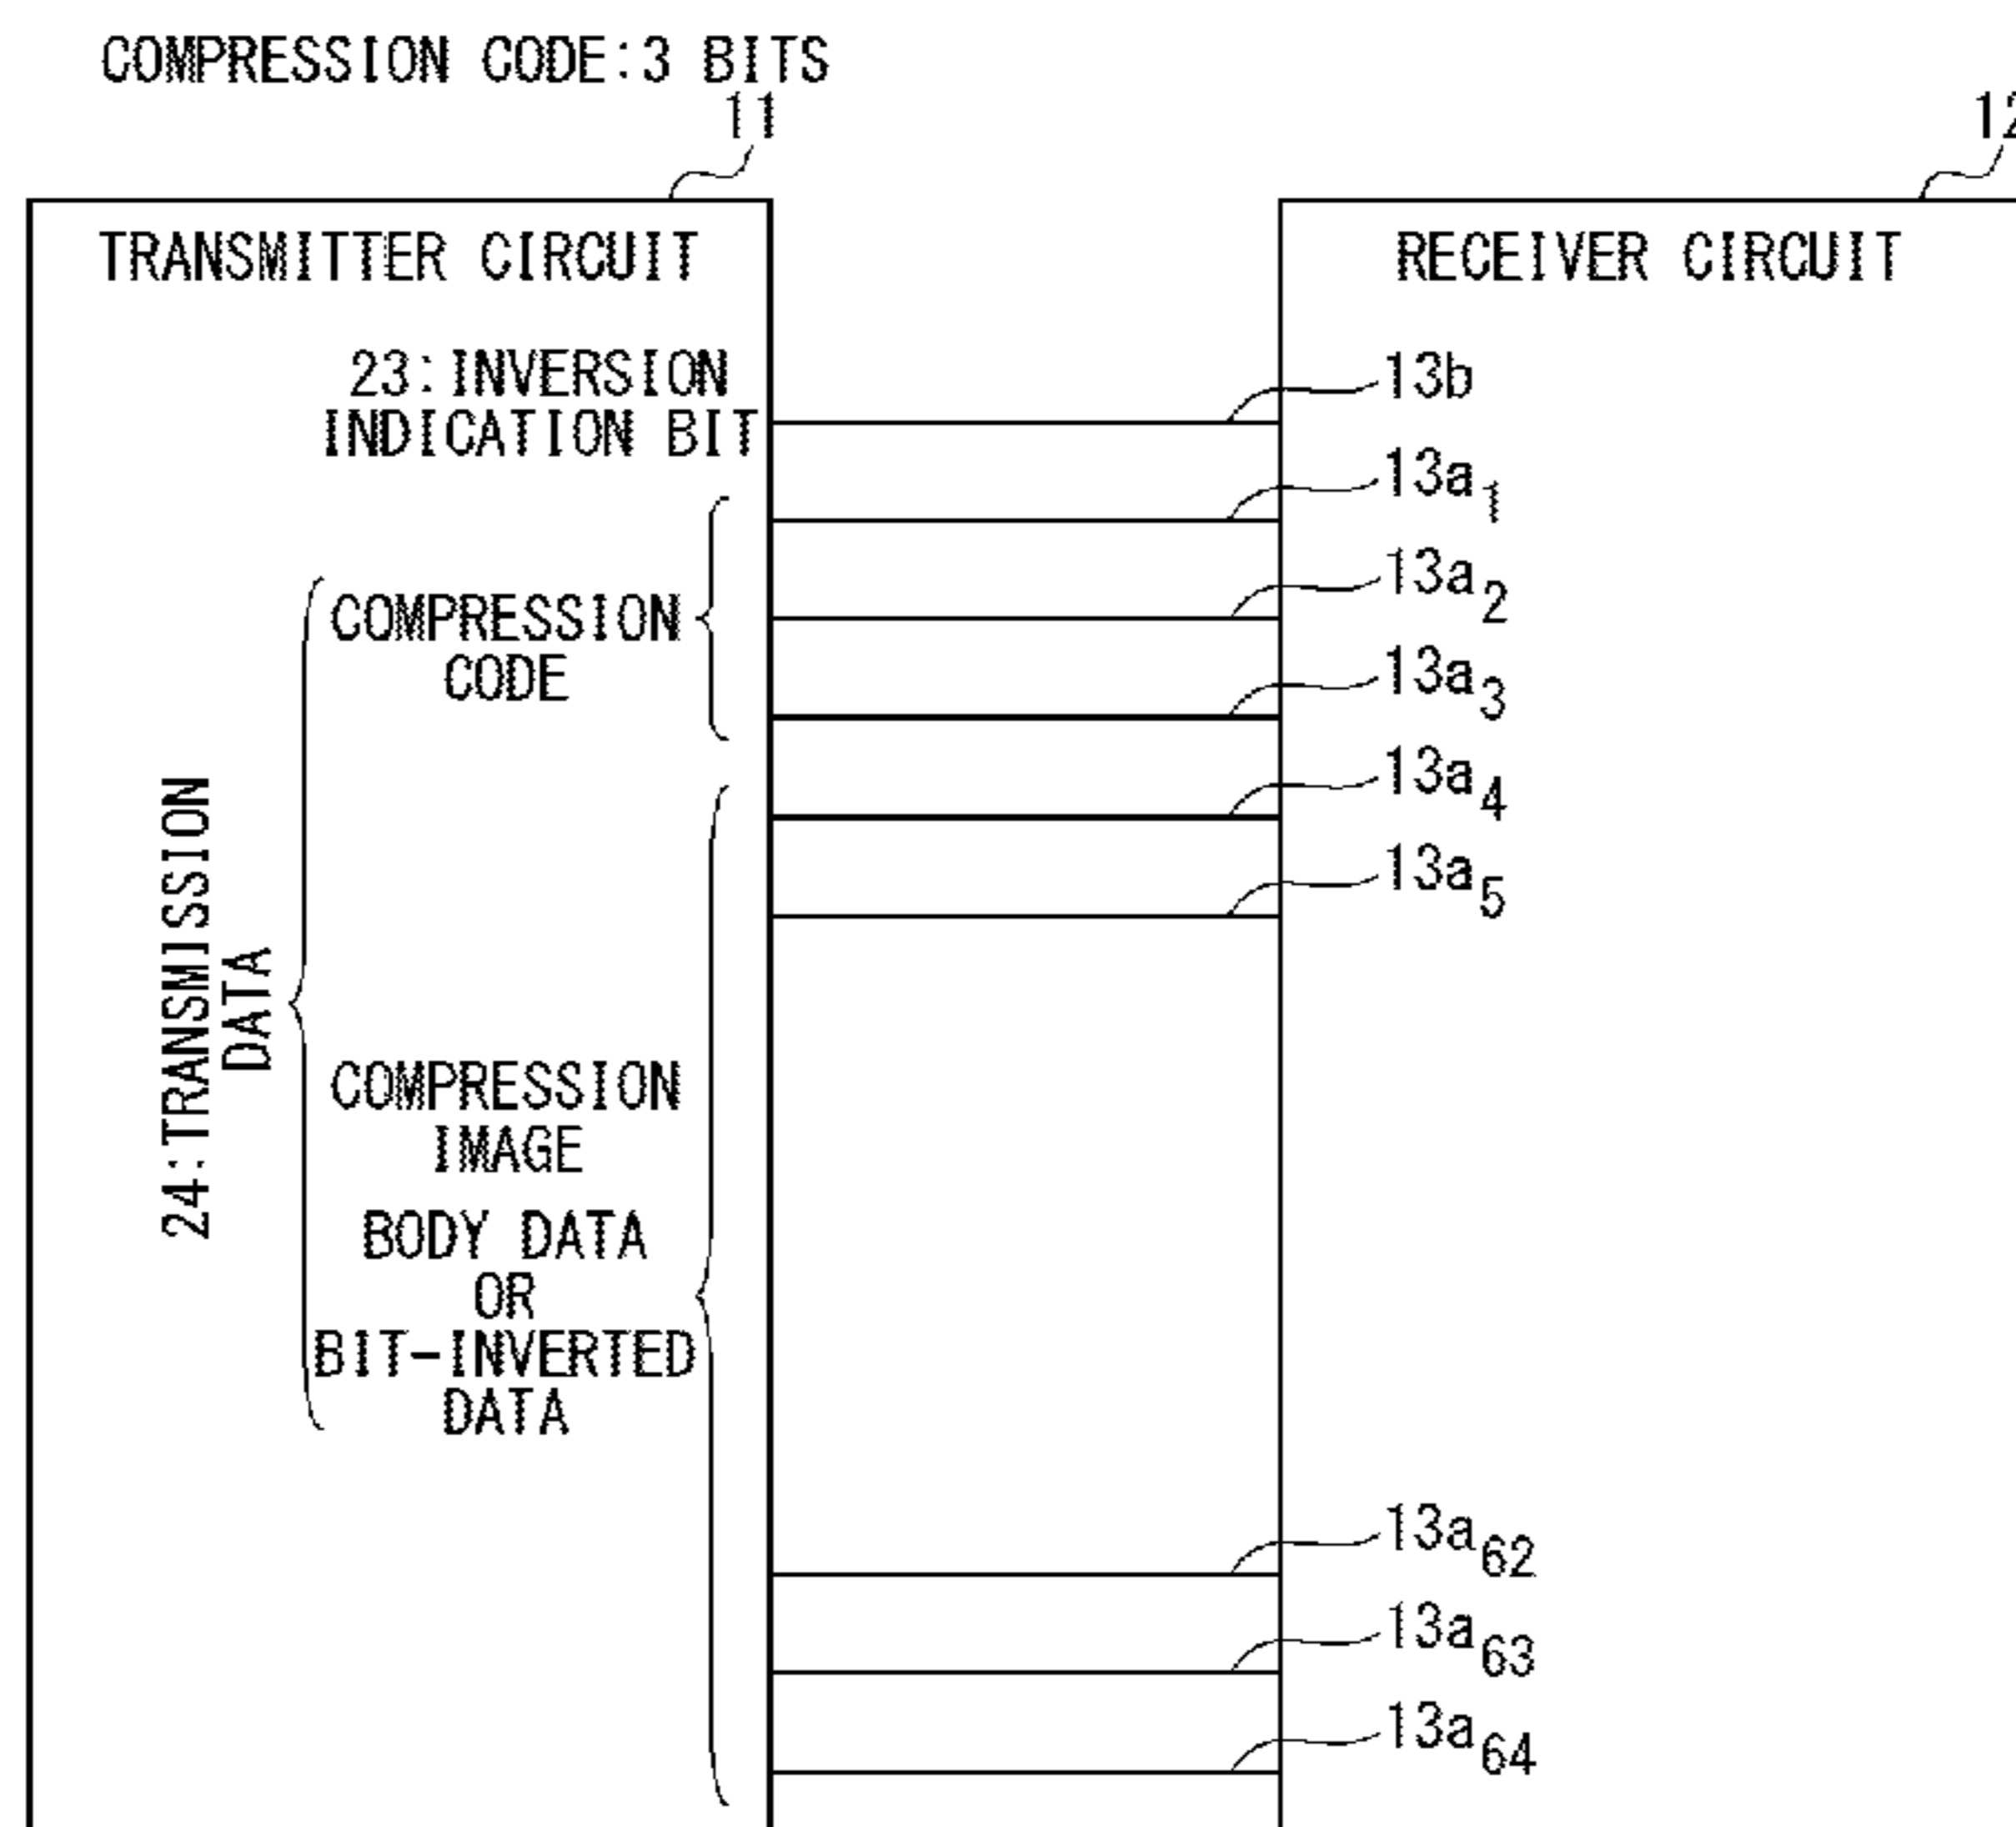 COMPRESSION CODE:3 BITS
11
12
TRANSMITTER CIRCUIT
RECEIVER CIRCUIT
23:INVERSION
INDICATION BIT
13b
13a1
13a2
COMPRESSION
CODE
13a3
13a4
13a5
24:TRANSMISSION
DATA
COMPRESSION
IMAGE
BODY DATA
OR
BIT-INVERTED
DATA
13a62
13a63
13a64